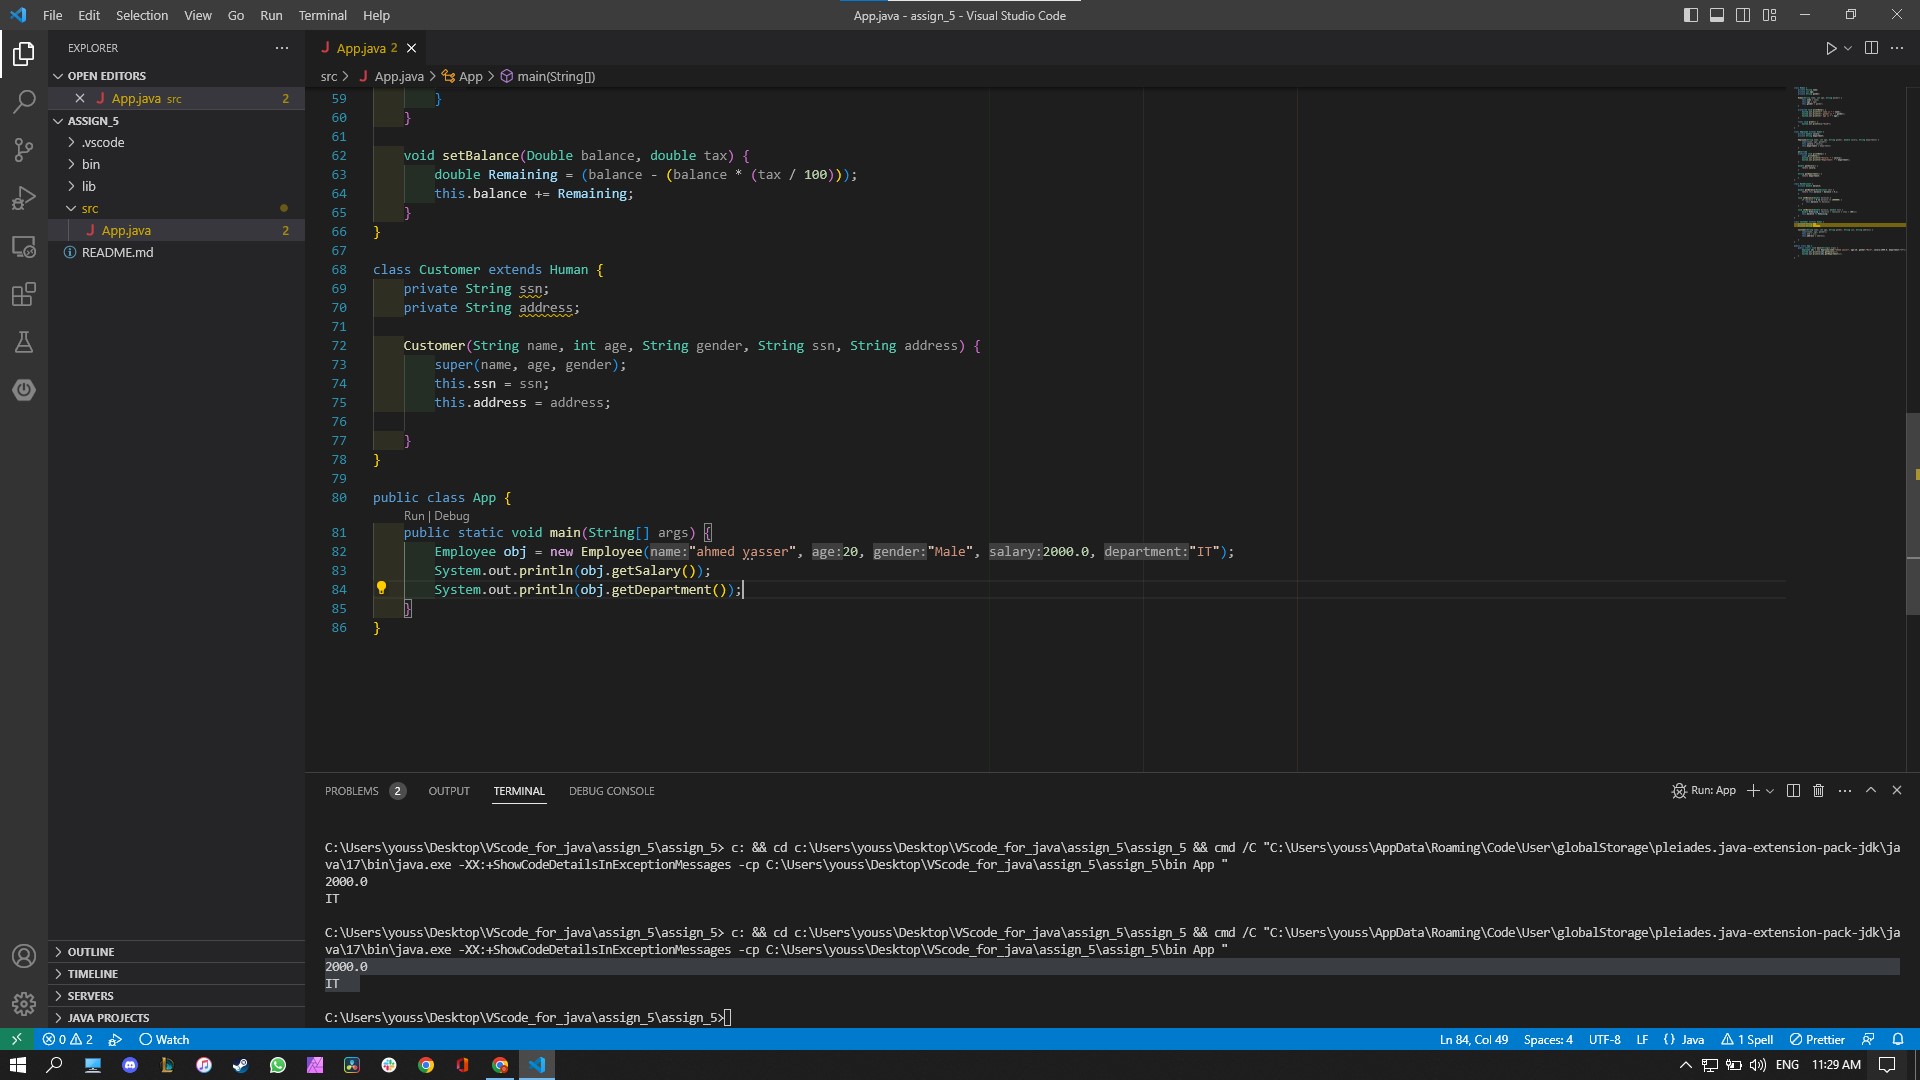 File Edit Selection View Go Run Terminal Help
App.java - assign_5 - Visual Studio Code
EXPLORER
OPEN EDITORS
App.java src 2
ASSIGN_5
.vscode
bin
lib
src
App.java 2
README.md
OUTLINE
TIMELINE
SERVERS
JAVA PROJECTS
App.java 2
src > App.java > App > main(String[])
59 }
60 }
61
62 void setBalance(Double balance, double tax) {
63 double Remaining = (balance - (balance * (tax / 100)));
64 this.balance += Remaining;
65 }
66 }
67
68 class Customer extends Human {
69 private String ssn;
70 private String address;
71
72 Customer(String name, int age, String gender, String ssn, String address) {
73 super(name, age, gender);
74 this.ssn = ssn;
75 this.address = address;
76
77 }
78 }
79
80 public class App {
Run | Debug
81 public static void main(String[] args) {
82 Employee obj = new Employee(name:"ahmed yasser", age:20, gender:"Male", salary:2000.0, department:"IT");
83 System.out.println(obj.getSalary());
84 System.out.println(obj.getDepartment());
85 }
86 }
PROBLEMS 2 OUTPUT TERMINAL DEBUG CONSOLE
Run: App
C:\Users\youss\Desktop\VScode_for_java\assign_5\assign_5> c: && cd c:\Users\youss\Desktop\VScode_for_java\assign_5\assign_5 && cmd /C "C:\Users\youss\AppData\Roaming\Code\User\globalStorage\pleiades.java-extension-pack-jdk\ja
va\17\bin\java.exe -XX:+ShowCodeDetailsInExceptionMessages -cp C:\Users\youss\Desktop\VScode_for_java\assign_5\assign_5\bin App "
2000.0
IT
C:\Users\youss\Desktop\VScode_for_java\assign_5\assign_5> c: && cd c:\Users\youss\Desktop\VScode_for_java\assign_5\assign_5 && cmd /C "C:\Users\youss\AppData\Roaming\Code\User\globalStorage\pleiades.java-extension-pack-jdk\ja
va\17\bin\java.exe -XX:+ShowCodeDetailsInExceptionMessages -cp C:\Users\youss\Desktop\VScode_for_java\assign_5\assign_5\bin App "
2000.0
IT
C:\Users\youss\Desktop\VScode_for_java\assign_5\assign_5>
0 2 Watch
Ln 84, Col 49 Spaces: 4 UTF-8 LF {} Java 1 Spell Prettier
ENG 11:29 AM